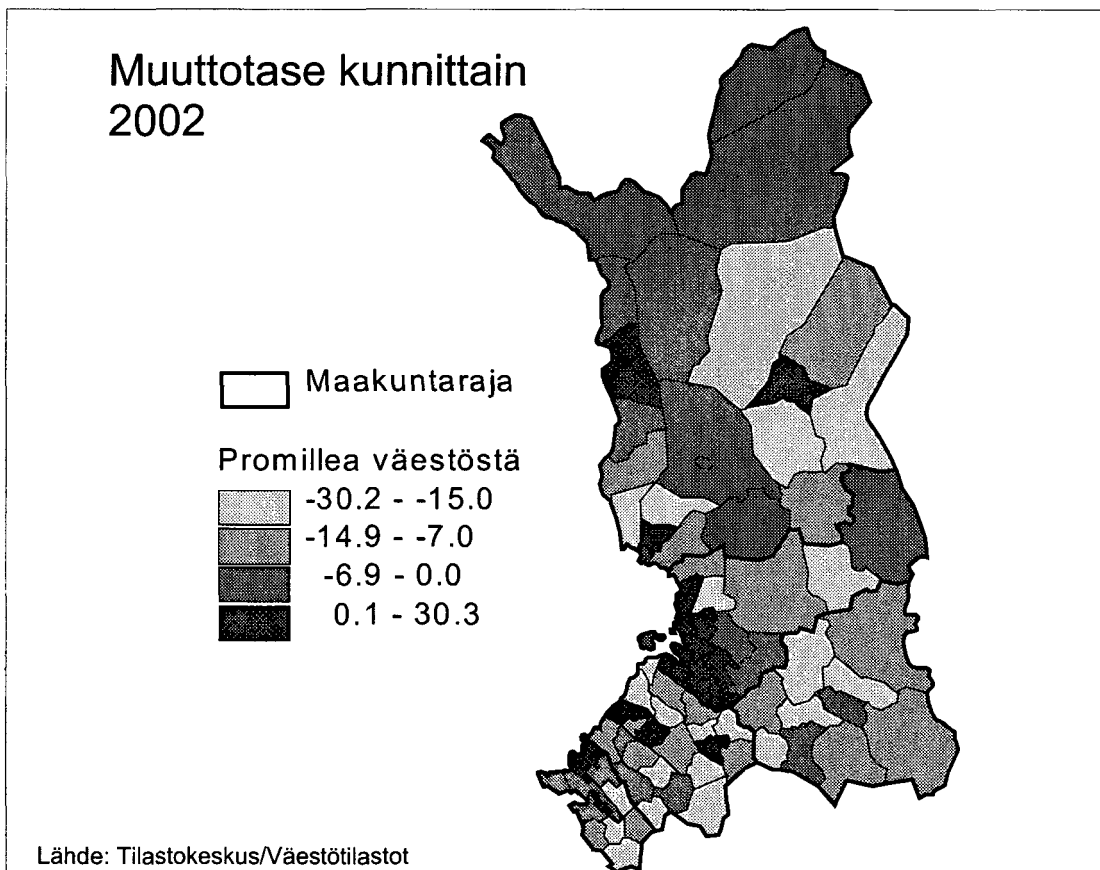 Muuttotase kunnittain
2002
Maakuntaraja
Promillea väestöstä
-30.2 - -15.0
-14.9 - -7.0
-6.9 - 0.0
0.1 - 30.3
Lähde: Tilastokeskus/Väestötilastot